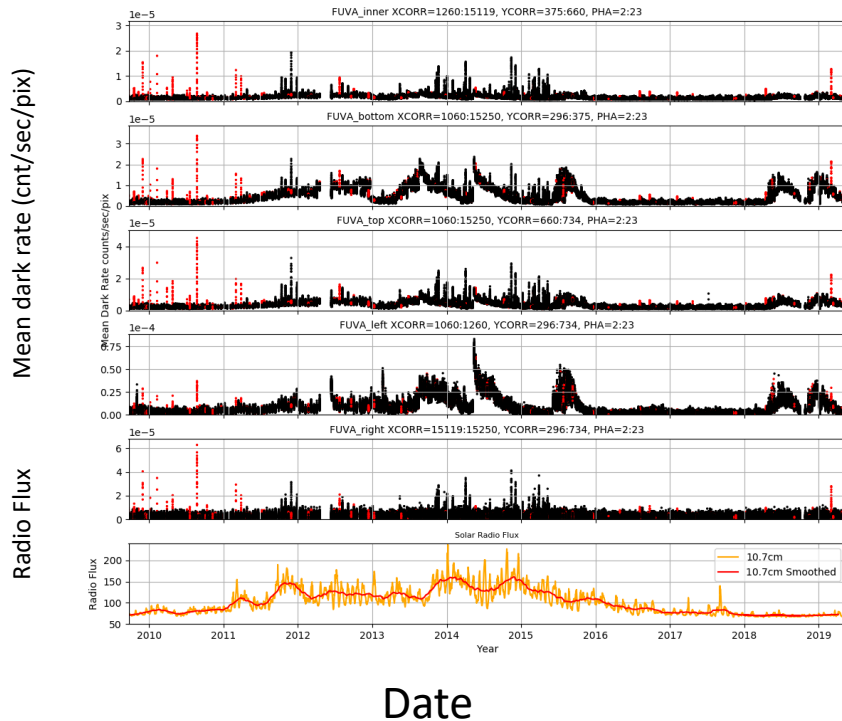 FUVA_inner XCORR=1260:15119, YCORR=375:660, PHA=2:23
1e−5
3
2
1
0
FUVA_bottom XCORR=1060:15250, YCORR=296:375, PHA=2:23
1e−5
3
2
1
0
FUVA_top XCORR=1060:15250, YCORR=660:734, PHA=2:23
1e−5
4
2
0
FUVA_left XCORR=1060:1260, YCORR=296:734, PHA=2:23
1e−4
0.75
0.50
0.25
0.00
FUVA_right XCORR=15119:15250, YCORR=296:734, PHA=2:23
1e−5
6
4
2
0
Mean dark rate (cnt/sec/pix)
Mean Dark Rate counts/sec/pix
Radio Flux
Solar Radio Flux
10.7cm
10.7cm Smoothed
Radio Flux
200
150
100
50
2010 2011 2012 2013 2014 2015 2016 2017 2018 2019
Year
Date